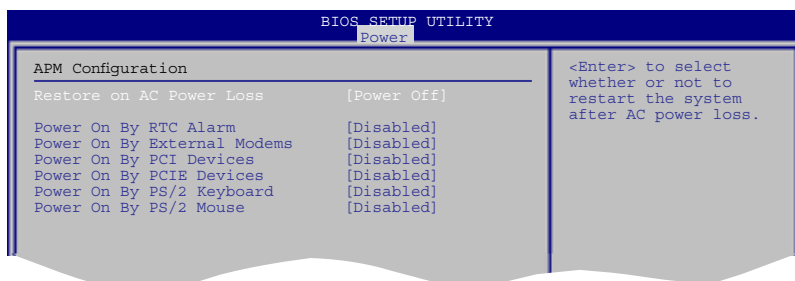 BIOS SETUP UTILITY
Power
APM Configuration
Restore on AC Power Loss [Power Off]
Power On By RTC Alarm [Disabled]
Power On By External Modems [Disabled]
Power On By PCI Devices [Disabled]
Power On By PCIE Devices [Disabled]
Power On By PS/2 Keyboard [Disabled]
Power On By PS/2 Mouse [Disabled]
<Enter> to select
whether or not to
restart the system
after AC power loss.